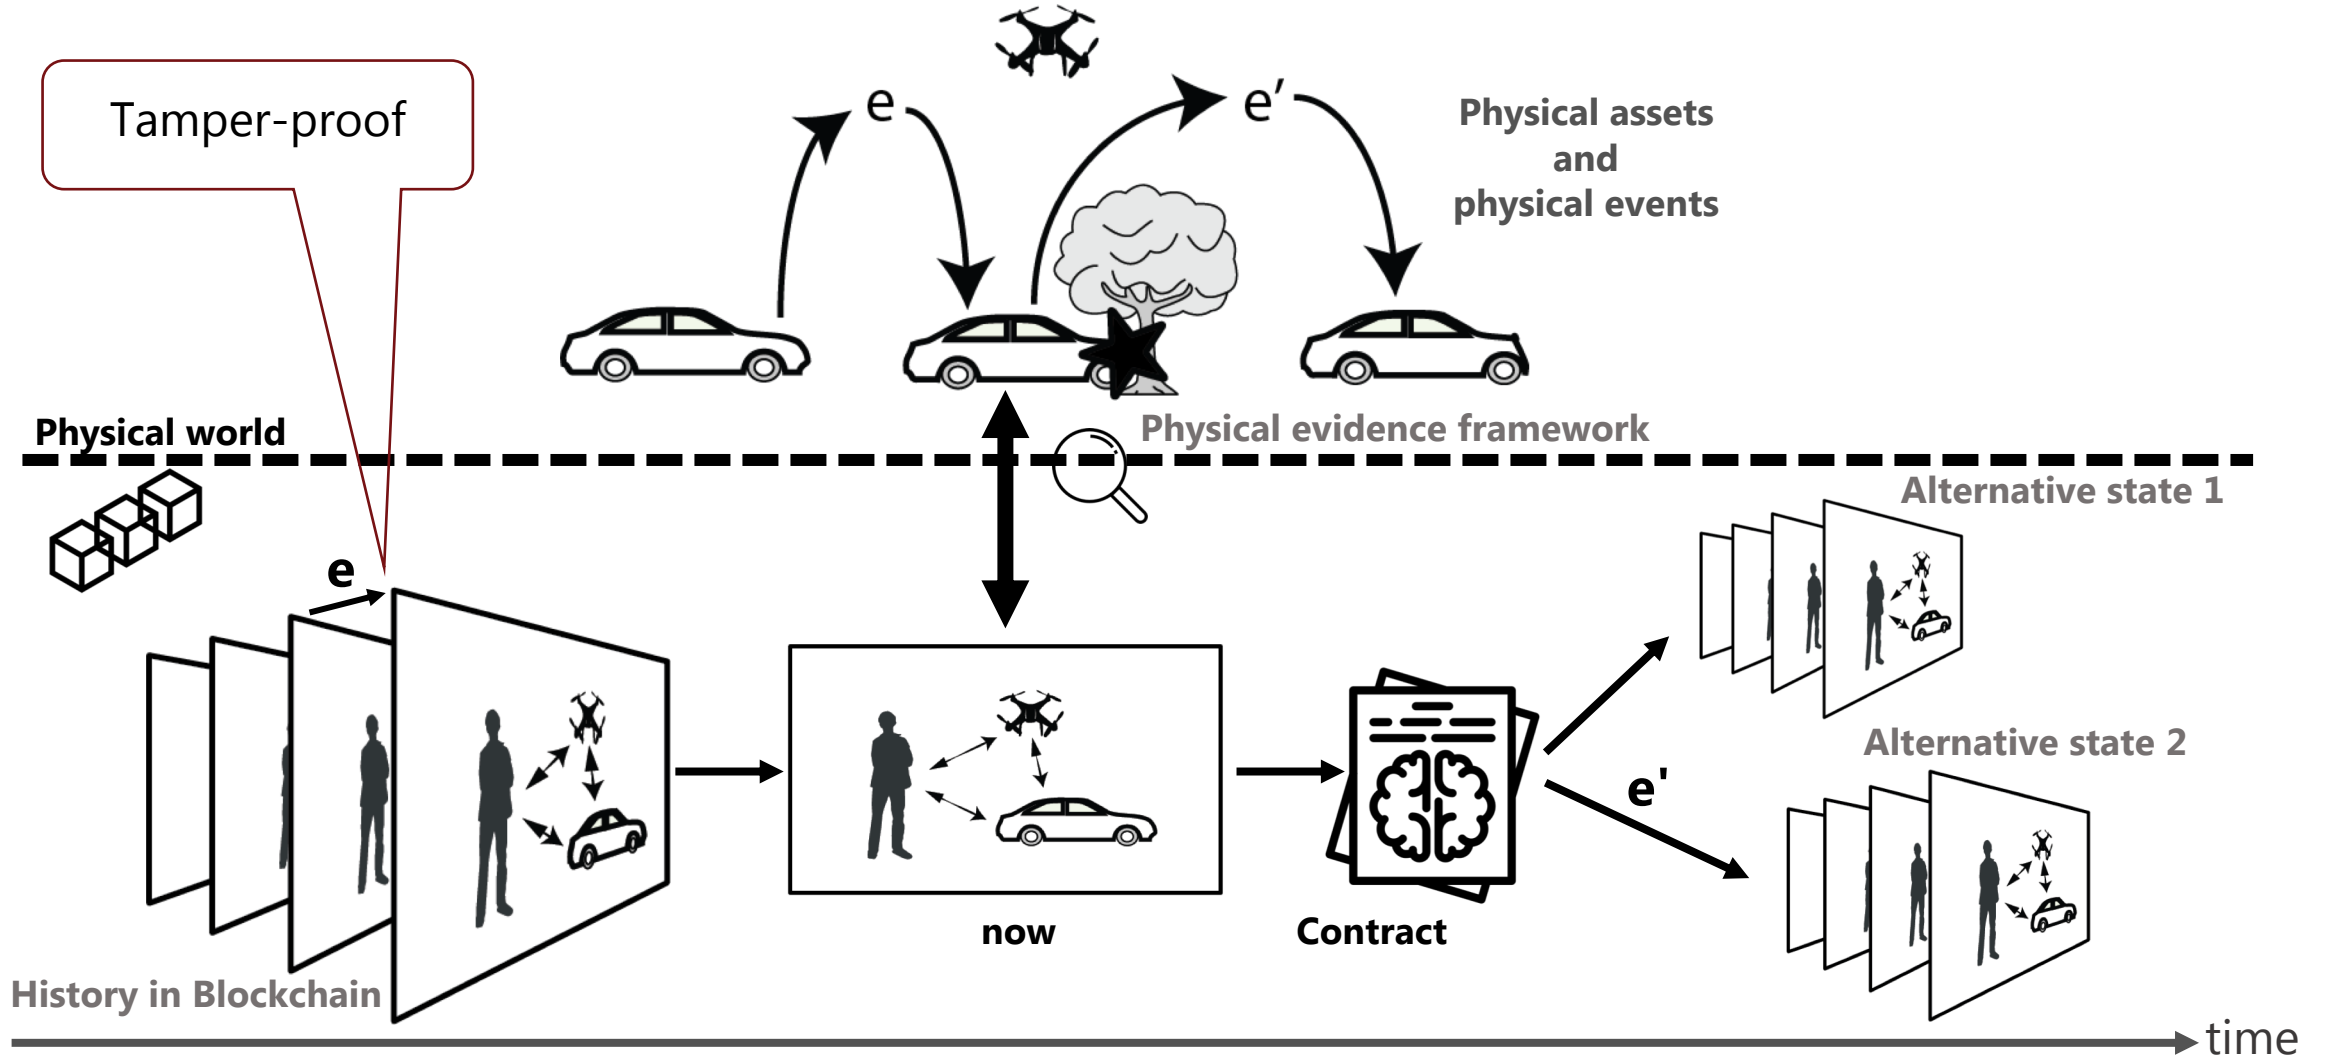 Tamper-proof
e
e′
Physical assets
and
physical events
Physical world
Physical evidence framework
Alternative state 1
e
Alternative state 2
e'
now
Contract
History in Blockchain
time